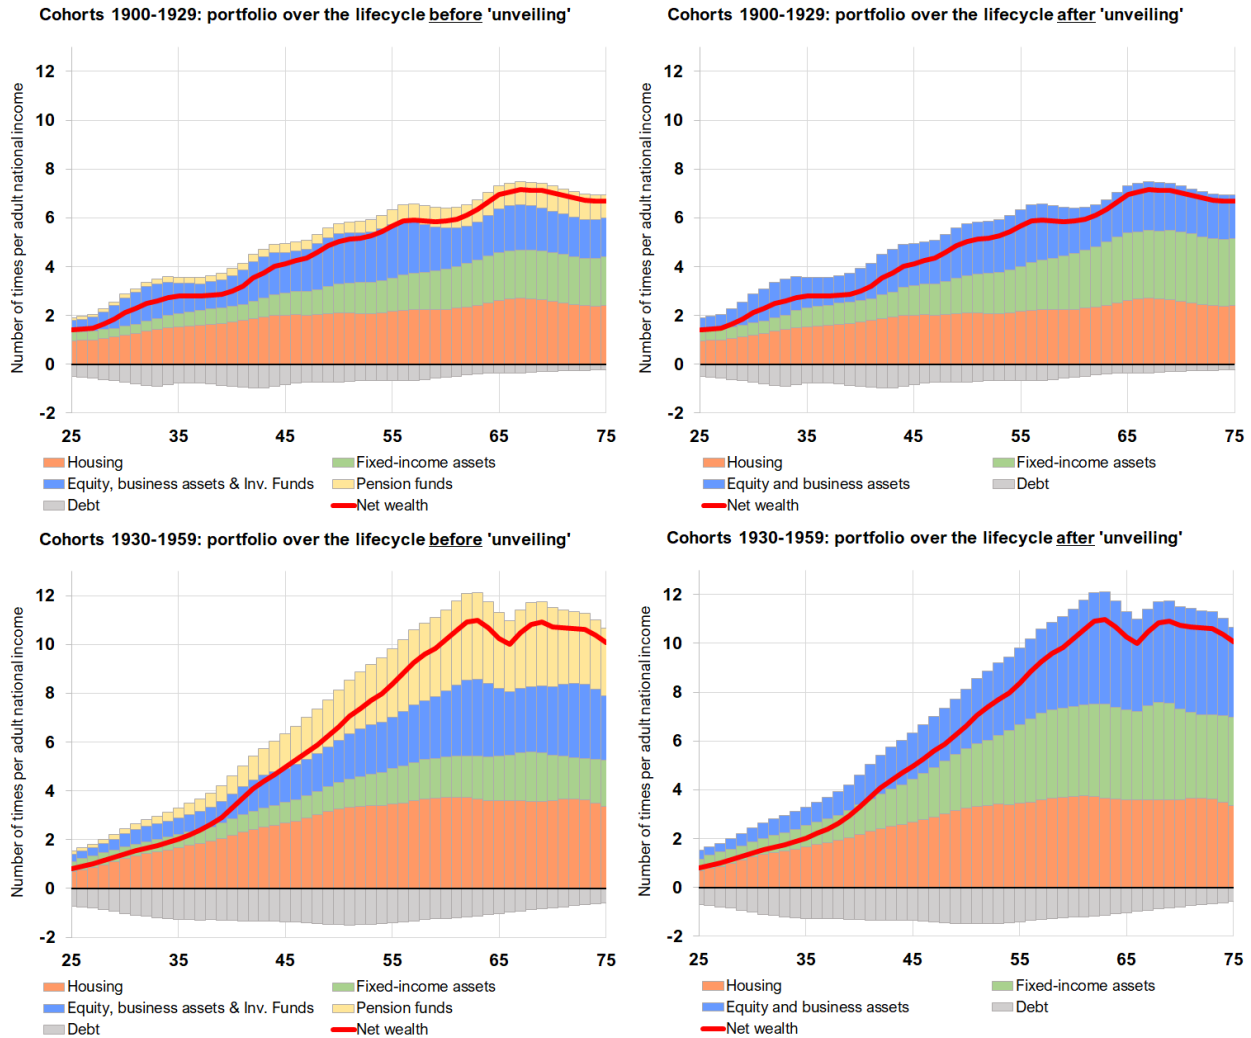 Cohorts 1900-1929: portfolio over the lifecycle before 'unveiling'
Number of times per adult national income
12
10
8
6
4
2
0
-2
25 35 45 55 65 75
Housing
Fixed-income assets
Equity, business assets & Inv. Funds
Pension funds
Debt
Net wealth
Cohorts 1900-1929: portfolio over the lifecycle after 'unveiling'
Number of times per adult national income
12
10
8
6
4
2
0
-2
25 35 45 55 65 75
Housing
Fixed-income assets
Equity and business assets
Debt
Net wealth
Cohorts 1930-1959: portfolio over the lifecycle before 'unveiling'
Number of times per adult national income
12
10
8
6
4
2
0
-2
25 35 45 55 65 75
Housing
Fixed-income assets
Equity, business assets & Inv. Funds
Pension funds
Debt
Net wealth
Cohorts 1930-1959: portfolio over the lifecycle after 'unveiling'
Number of times per adult national income
12
10
8
6
4
2
0
-2
25 35 45 55 65 75
Housing
Fixed-income assets
Equity and business assets
Debt
Net wealth